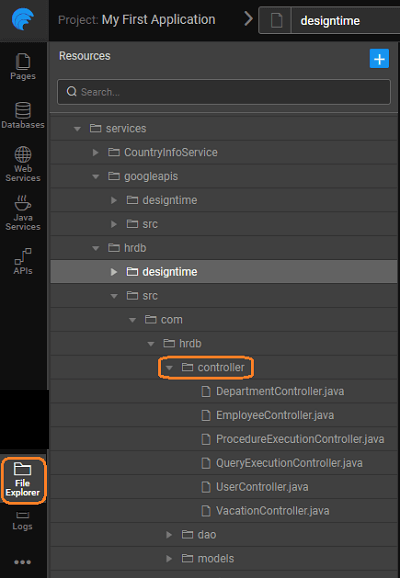 Project: My First Application
designtime
Pages
Databases
Web
Services
Java
Services
APIs
File
Explorer
Logs
Resources
Search...
services
CountryInfoService
googleapis
designtime
src
hrdb
designtime
src
com
hrdb
controller
DepartmentController.java
EmployeeController.java
ProcedureExecutionController.java
QueryExecutionController.java
UserController.java
VacationController.java
dao
models